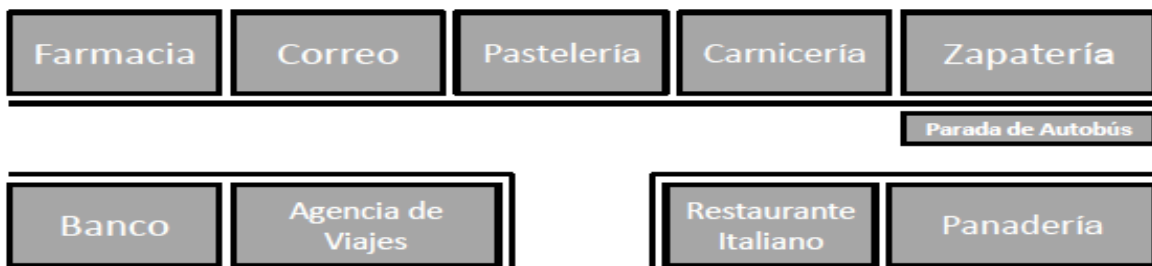 Farmacia
Correo
Pastelería
Carnicería
Zapatería
Parada de Autobús
Banco
Agencia de
Viajes
Restaurante
Italiano
Panadería